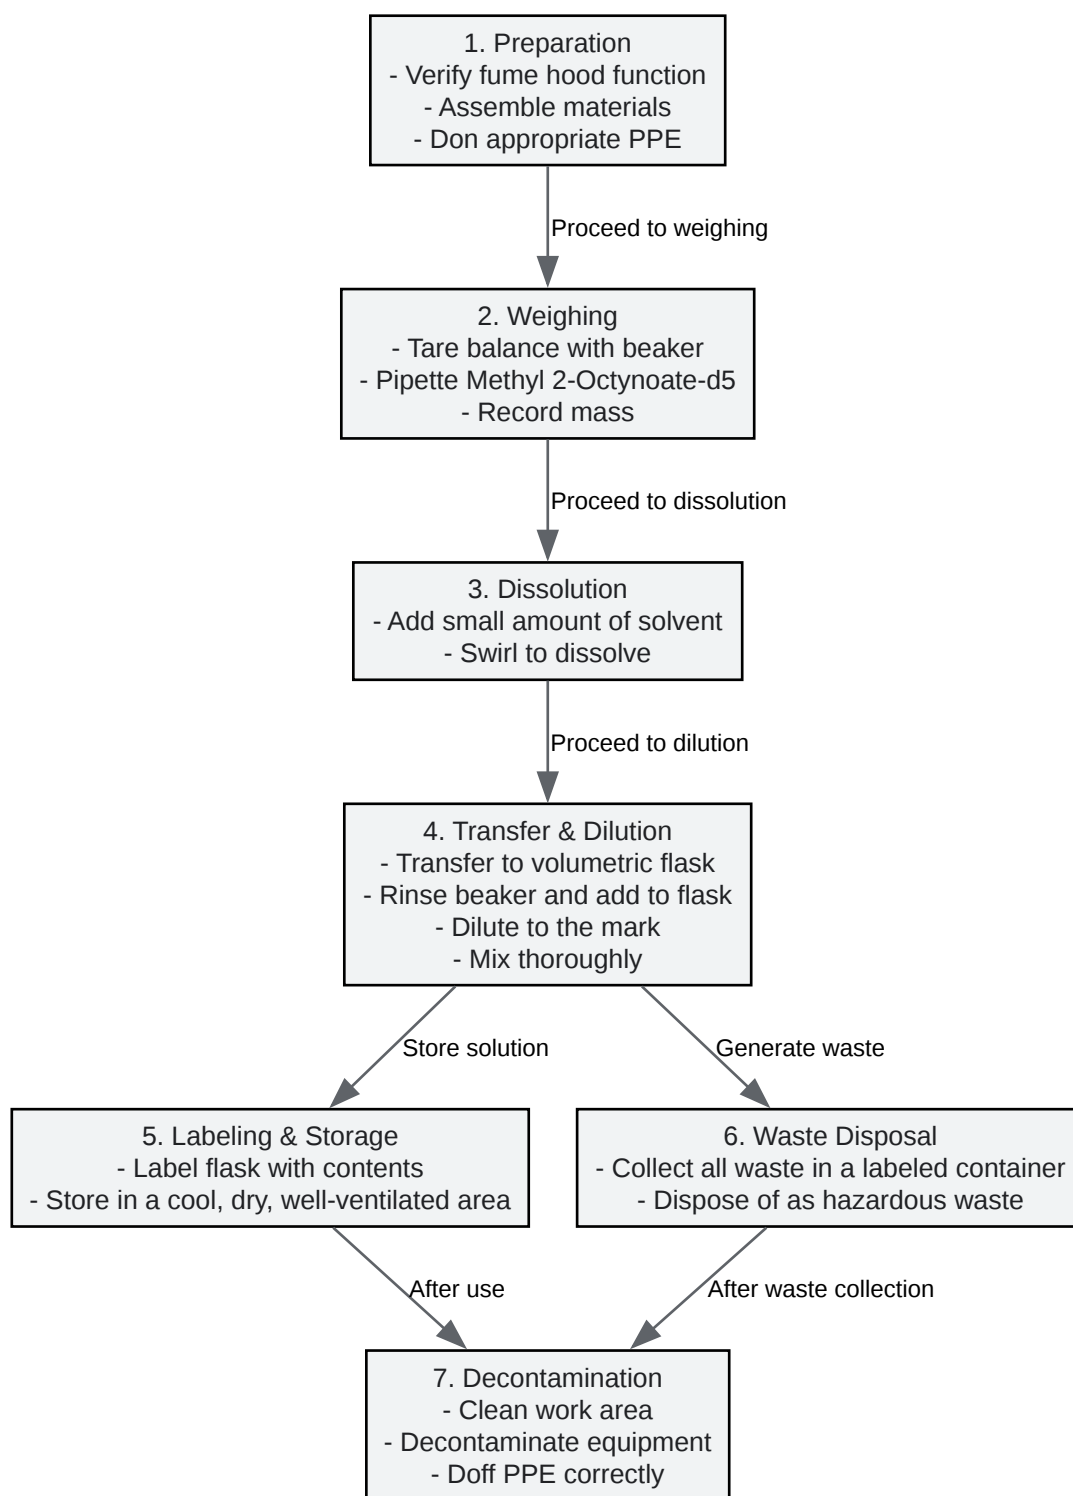 1. Preparation
- Verify fume hood function
- Assemble materials
- Don appropriate PPE
Proceed to weighing
2. Weighing
- Tare balance with beaker
- Pipette Methyl 2-Octynoate-d5
- Record mass
Proceed to dissolution
3. Dissolution
- Add small amount of solvent
- Swirl to dissolve
Proceed to dilution
4. Transfer & Dilution
- Transfer to volumetric flask
- Rinse beaker and add to flask
- Dilute to the mark
- Mix thoroughly
Store solution
Generate waste
5. Labeling & Storage
- Label flask with contents
- Store in a cool, dry, well-ventilated area
6. Waste Disposal
- Collect all waste in a labeled container
- Dispose of as hazardous waste
After use
After waste collection
7. Decontamination
- Clean work area
- Decontaminate equipment
- Doff PPE correctly